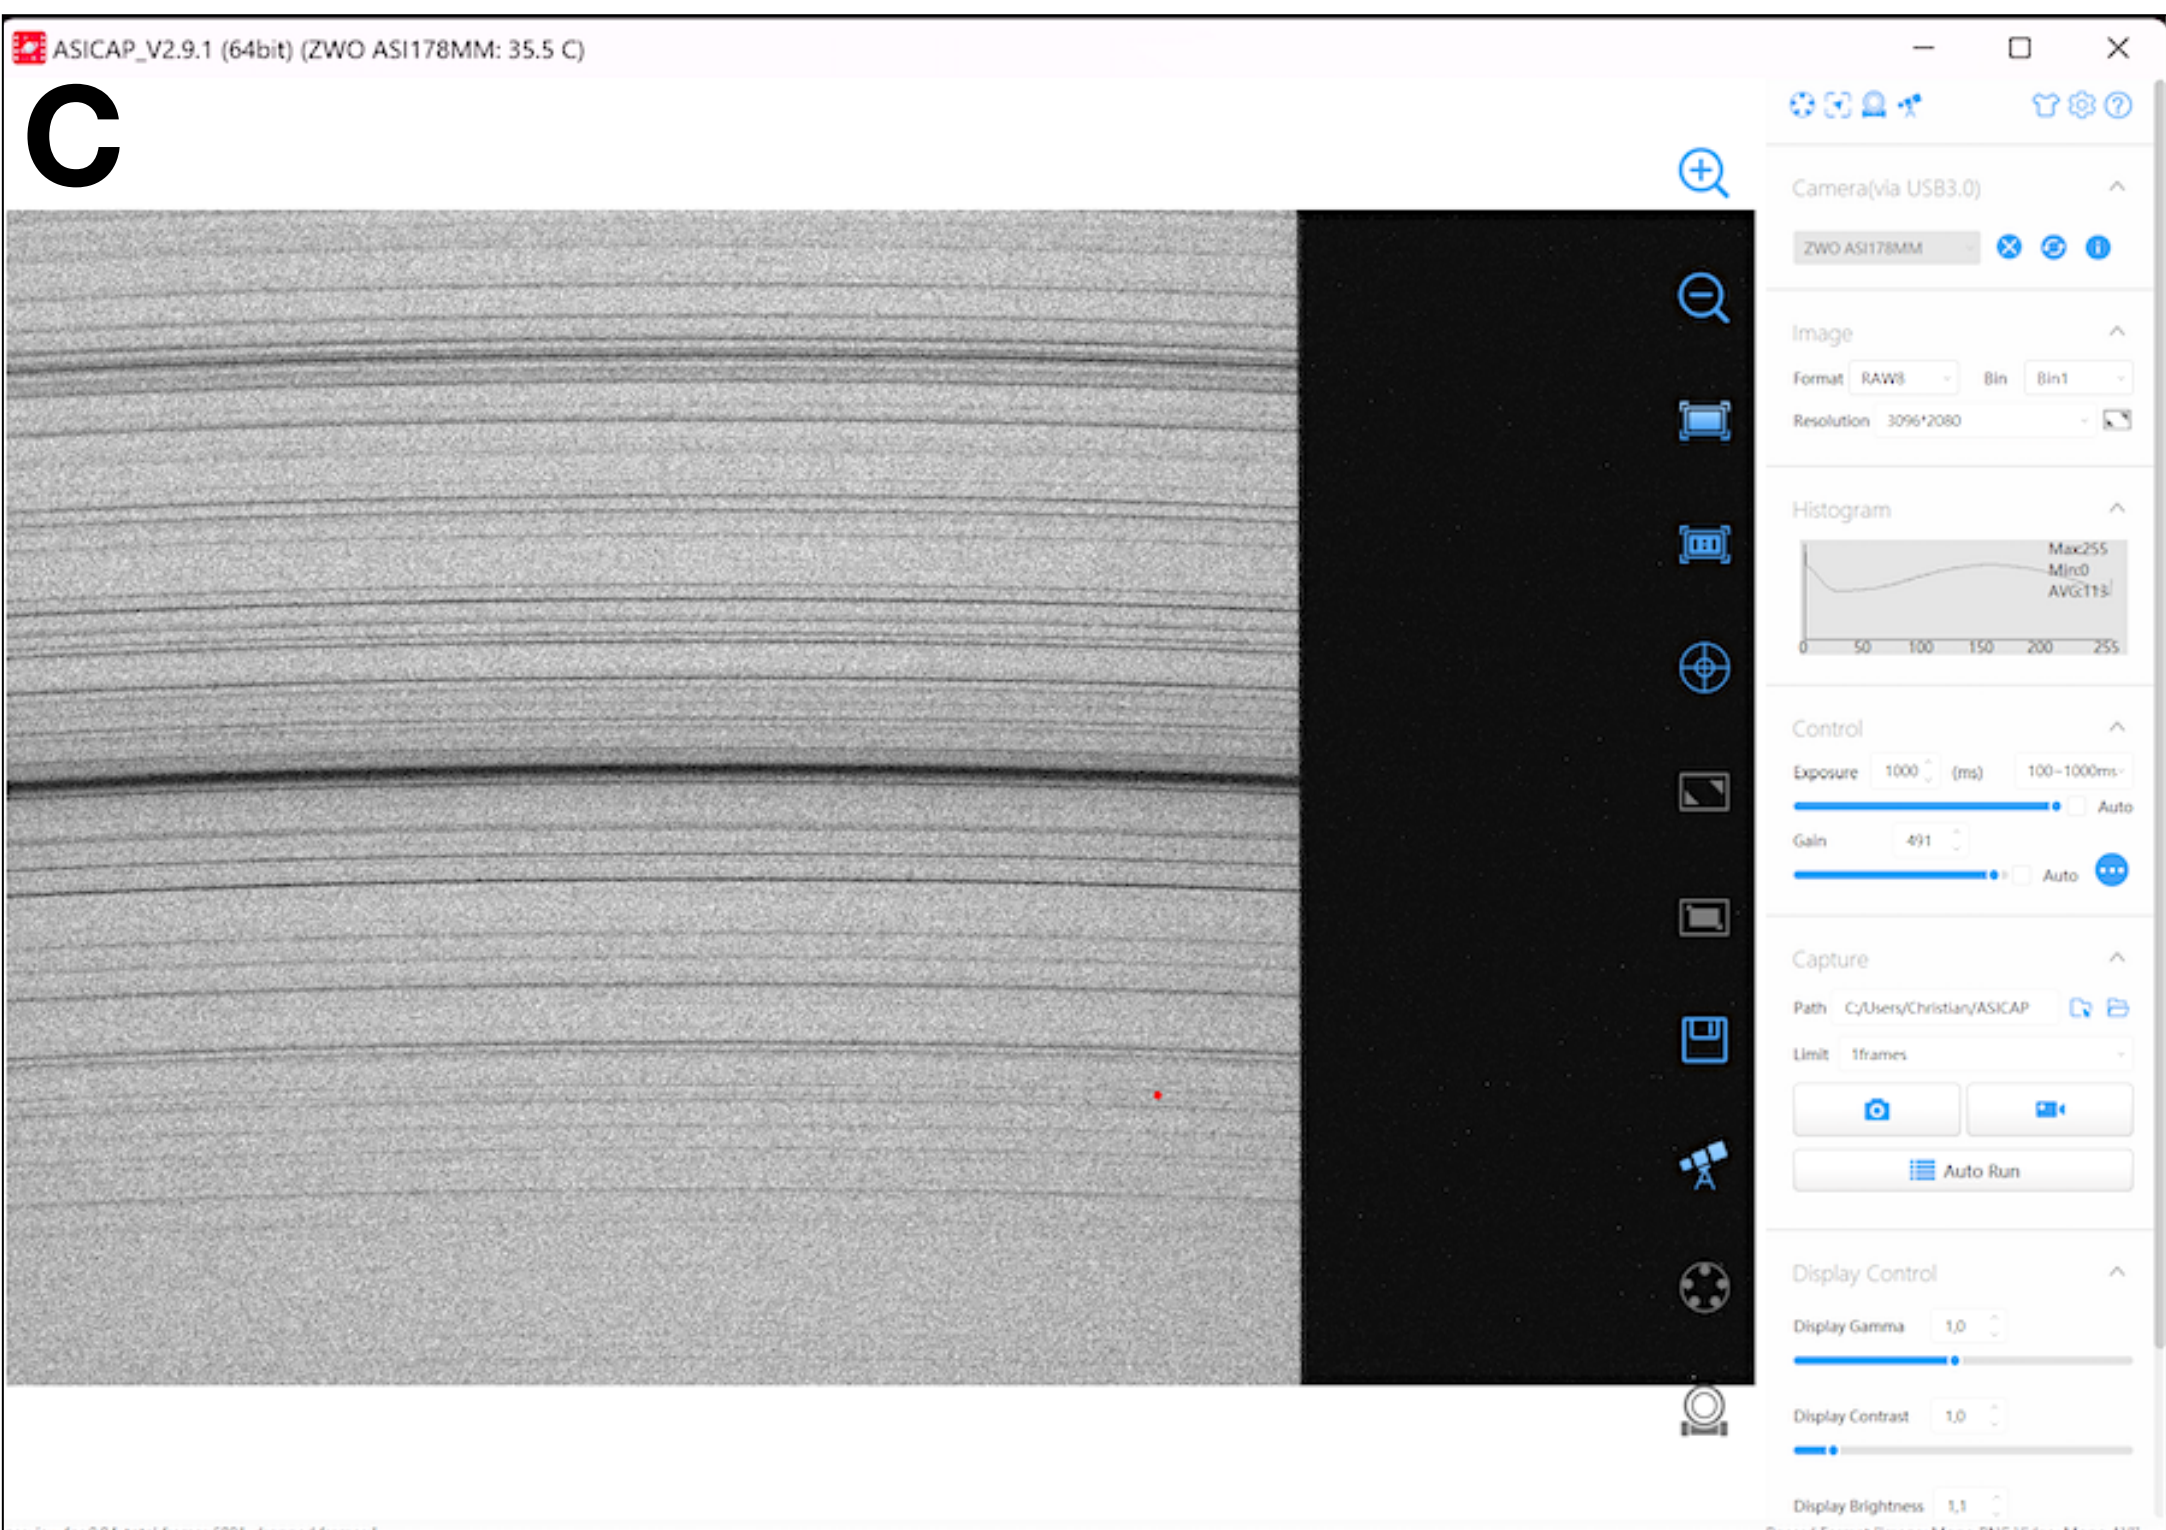 ASICAP_V2.9.1 (64bit) (ZWO ASI178MM: 35.5 C)
C
Camera(via USB3.0)
ZWO ASI178MM
Image
Format RAW8 Bin Bin1
Resolution 3096*2080
Histogram
Max:255
Min:0
AVG:113
0 50 100 150 200 255
Control
Exposure 1000 (ms) 100~1000ms
Auto
Gain 491
Auto
Capture
Path C:/Users/Christian/ASICAP
Limit 1frames
Auto Run
Display Control
Display Gamma 1,0
Display Contrast 1,0
Display Brightness 1,1